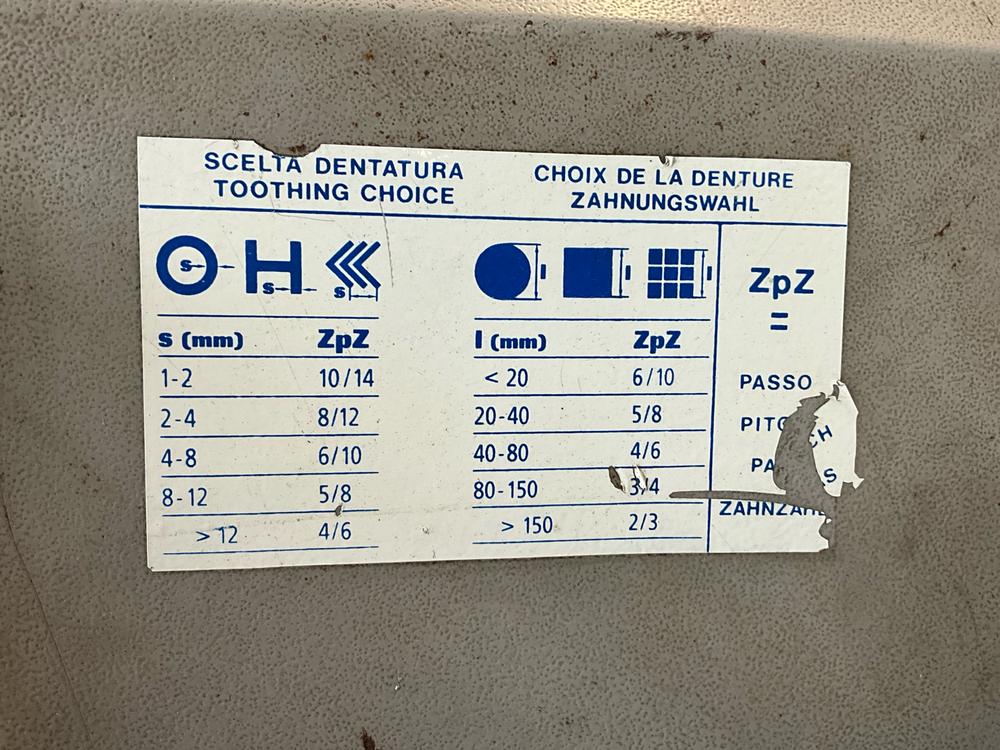 SCELTA DENTATURA
TOOTHING CHOICE
CHOIX DE LA DENTURE
ZAHNUNGSWAHL
s s s
s (mm) ZpZ
1-2 10/14
2-4 8/12
4-8 6/10
8-12 5/8
> 12 4/6
l l l
l (mm) ZpZ
< 20 6/10
20-40 5/8
40-80 4/6
80-150 3/4
> 150 2/3
ZpZ
=
PASSO
PITCH